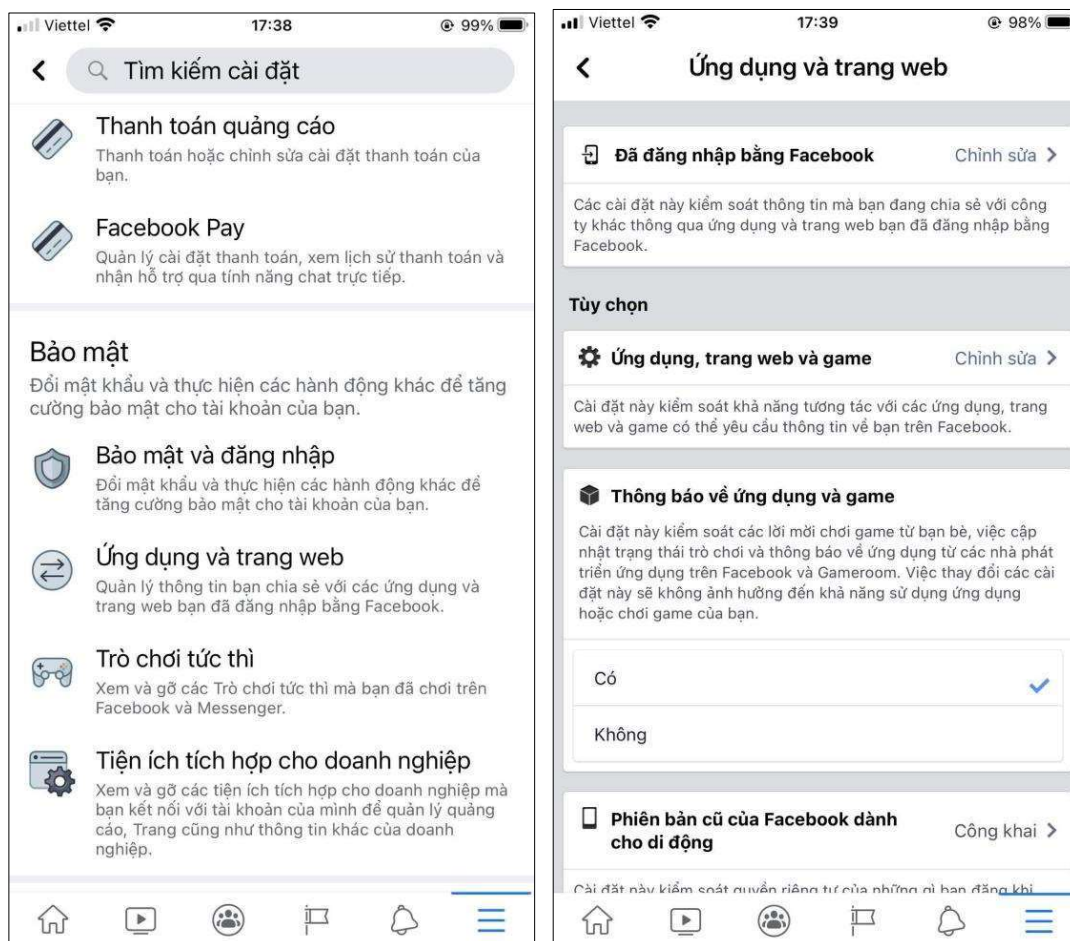 Viettel 17:38 99%
Tìm kiếm cài đặt
Thanh toán quảng cáo
Thanh toán hoặc chỉnh sửa cài đặt thanh toán của
bạn.
Facebook Pay
Quản lý cài đặt thanh toán, xem lịch sử thanh toán và
nhận hỗ trợ qua tính năng chat trực tiếp.
Bảo mật
Đổi mật khẩu và thực hiện các hành động khác để tăng
cường bảo mật cho tài khoản của bạn.
Bảo mật và đăng nhập
Đổi mật khẩu và thực hiện các hành động khác để
tăng cường bảo mật cho tài khoản của bạn.
Ứng dụng và trang web
Quản lý thông tin bạn chia sẻ với các ứng dụng và
trang web bạn đã đăng nhập bằng Facebook.
Trò chơi tức thì
Xem và gỡ các Trò chơi tức thì mà bạn đã chơi trên
Facebook và Messenger.
Tiện ích tích hợp cho doanh nghiệp
Xem và gỡ các tiện ích tích hợp cho doanh nghiệp mà
bạn kết nối với tài khoản của mình để quản lý quảng
cáo, Trang cũng như thông tin khác của doanh
nghiệp.
Viettel 17:39 98%
Ứng dụng và trang web
Đã đăng nhập bằng Facebook Chỉnh sửa
Các cài đặt này kiểm soát thông tin mà bạn đang chia sẻ với công
ty khác thông qua ứng dụng và trang web bạn đã đăng nhập bằng
Facebook.
Tùy chọn
Ứng dụng, trang web và game Chỉnh sửa
Cài đặt này kiểm soát khả năng tương tác với các ứng dụng, trang
web và game có thể yêu cầu thông tin về bạn trên Facebook.
Thông báo về ứng dụng và game
Cài đặt này kiểm soát các lời mời chơi game từ bạn bè, việc cập
nhật trạng thái trò chơi và thông báo về ứng dụng từ các nhà phát
triển ứng dụng trên Facebook và Gameroom. Việc thay đổi các cài
đặt này sẽ không ảnh hưởng đến khả năng sử dụng ứng dụng
hoặc chơi game của bạn.
Có
Không
Phiên bản cũ của Facebook dành
cho di động Công khai
Cài đặt này kiểm soát quyền riêng tư của những gì bạn đăng khi